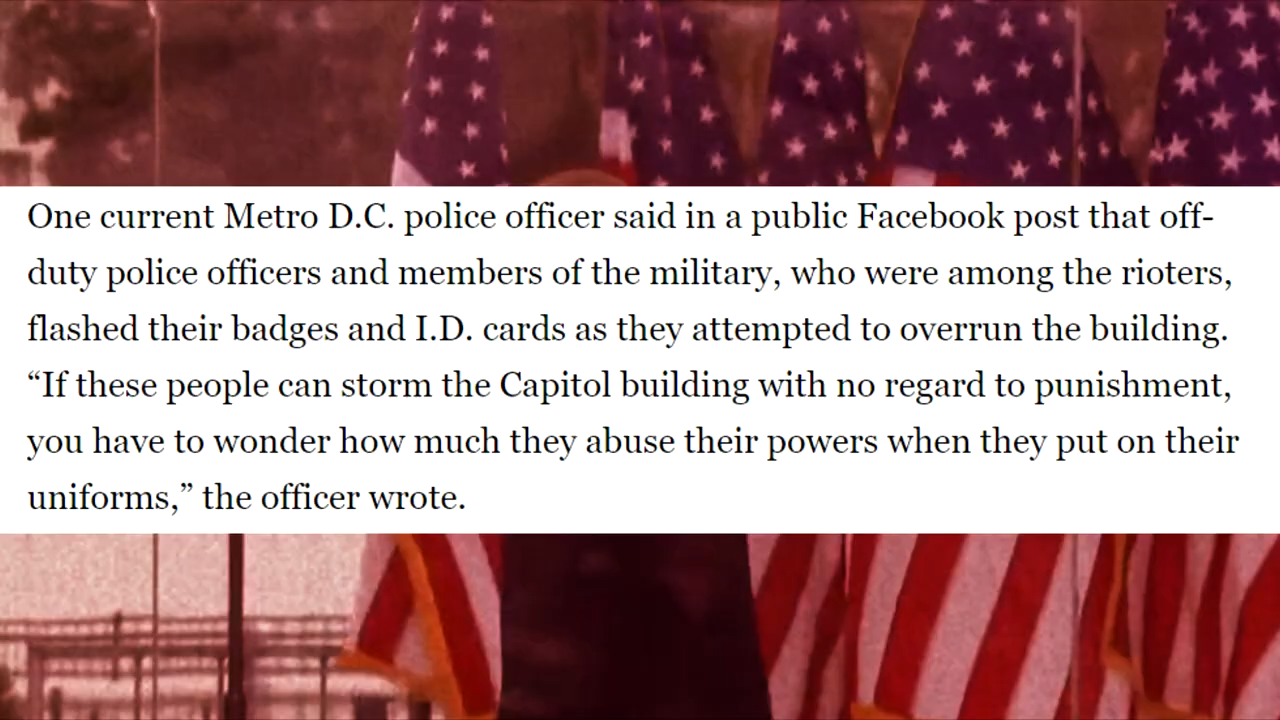 One current Metro D.C. police officer said in a public Facebook post that off-
duty police officers and members of the military, who were among the rioters,
flashed their badges and I.D. cards as they attempted to overrun the building.
“If these people can storm the Capitol building with no regard to punishment,
you have to wonder how much they abuse their powers when they put on their
uniforms,” the officer wrote.